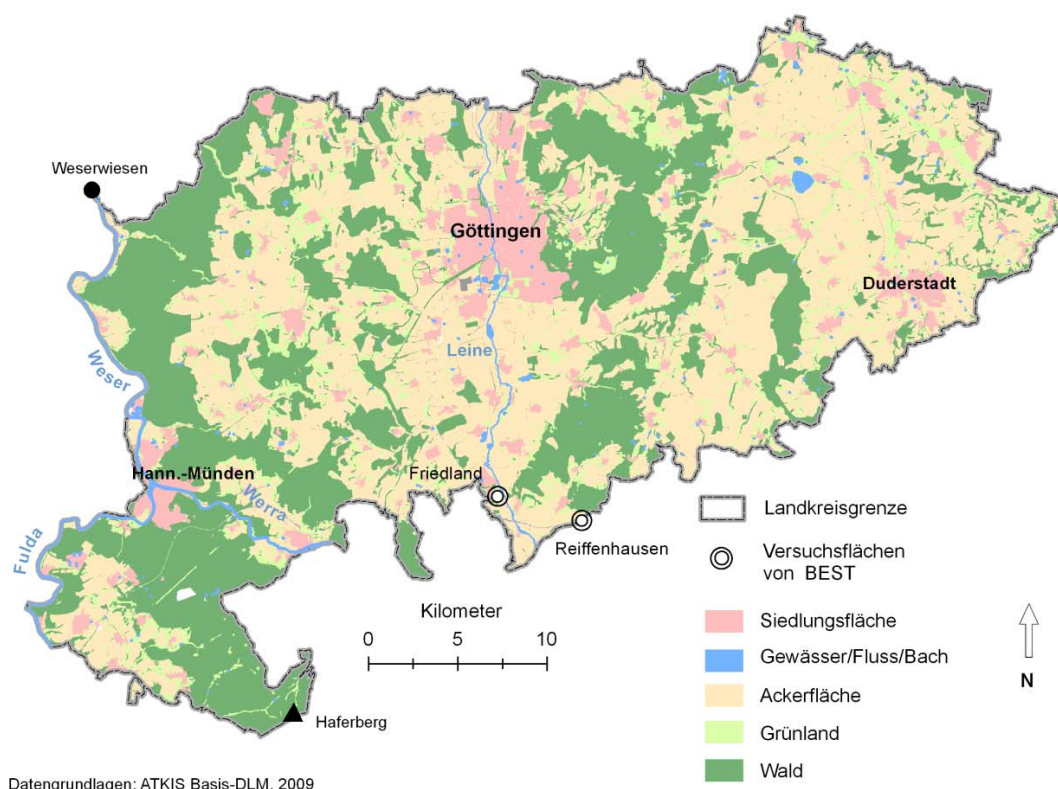 Weserwiesen
Göttingen
Duderstadt
Leine
Weser
Hann.-Münden
Friedland
Werra
Reiffenhausen
Fulda
Haferberg
Kilometer
0 5 10
Landkreisgrenze
Versuchsflächen
von BEST
Siedlungsfläche
Gewässer/Fluss/Bach
Ackerfläche
Grünland
Wald
N
Datengrundlagen: ATKIS Basis-DLM, 2009